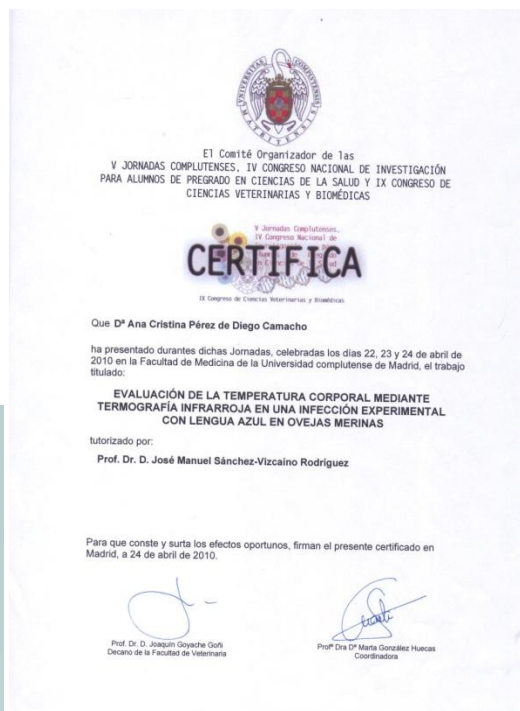 UNIVERSITAS COMPLUTENSIS
MATRITENSIS
El Comité Organizador de las
V JORNADAS COMPLUTENSES, IV CONGRESO NACIONAL DE INVESTIGACIÓN
PARA ALUMNOS DE PREGRADO EN CIENCIAS DE LA SALUD Y IX CONGRESO DE
CIENCIAS VETERINARIAS Y BIOMÉDICAS
V Jornadas Complutenses,
IV Congreso Nacional de
CERTIFICA
IX Congreso de Ciencias Veterinarias y Biomédicas
Que Dª Ana Cristina Pérez de Diego Camacho
ha presentado durantes dichas Jornadas, celebradas los días 22, 23 y 24 de abril de
2010 en la Facultad de Medicina de la Universidad complutense de Madrid, el trabajo
titulado:
EVALUACIÓN DE LA TEMPERATURA CORPORAL MEDIANTE
TERMOGRAFÍA INFRARROJA EN UNA INFECCIÓN EXPERIMENTAL
CON LENGUA AZUL EN OVEJAS MERINAS
tutorizado por:
Prof. Dr. D. José Manuel Sánchez-Vizcaino Rodríguez
Para que conste y surta los efectos oportunos, firman el presente certificado en
Madrid, a 24 de abril de 2010.
Prof. Dr. D. Joaquín Goyache Goñi
Decano de la Facultad de Veterinaria
Profª Dra Dª Marta González Huecas
Coordinadora